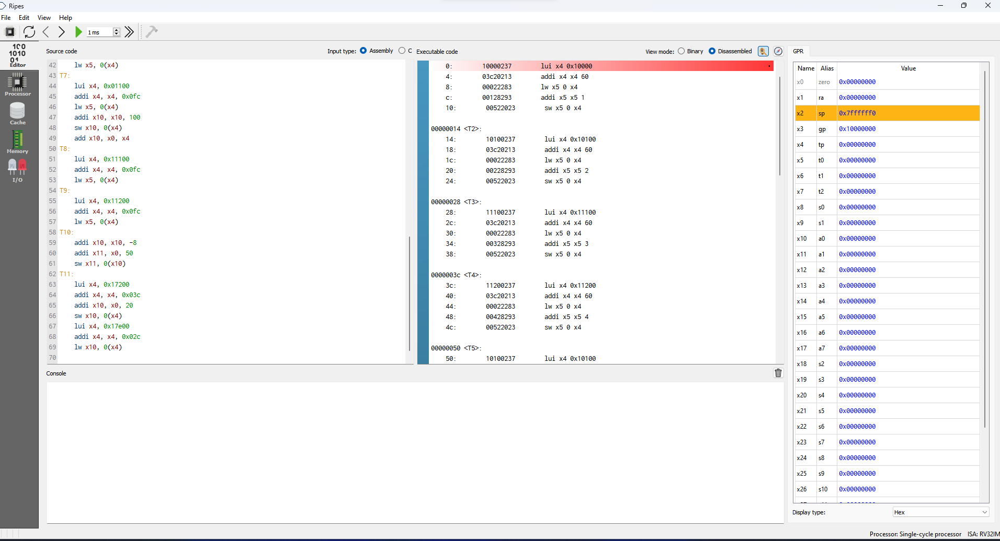 Ripes
File Edit View Help
1 ms
Source code
Input type: Assembly C
42 lw x5, 0(x4)
43 T7:
44 lui x4, 0x01100
45 addi x4, x4, 0x0fc
46 lw x5, 0(x4)
47 addi x10, x10, 100
48 sw x10, 0(x4)
49 add x10, x0, x4
50 T8:
51 lui x4, 0x11100
52 addi x4, x4, 0x0fc
53 lw x5, 0(x4)
54 T9:
55 lui x4, 0x11200
56 addi x4, x4, 0x0fc
57 lw x5, 0(x4)
58 T10:
59 addi x10, x10, -8
60 addi x11, x0, 50
61 sw x11, 0(x10)
62 T11:
63 lui x4, 0x17200
64 addi x4, x4, 0x03c
65 addi x10, x0, 20
66 sw x10, 0(x4)
67 lui x4, 0x17e00
68 addi x4, x4, 0x02c
69 lw x10, 0(x4)
70
Editor
Processor
Cache
Memory
I/O
Executable code
View mode: Binary Disassembled
0: 10000237 lui x4 0x10000
4: 03c20213 addi x4 x4 60
8: 00022283 lw x5 0 x4
c: 00128293 addi x5 x5 1
10: 00522023 sw x5 0 x4
00000014 <T2>:
14: 10100237 lui x4 0x10100
18: 03c20213 addi x4 x4 60
1c: 00022283 lw x5 0 x4
20: 00228293 addi x5 x5 2
24: 00522023 sw x5 0 x4
00000028 <T3>:
28: 11100237 lui x4 0x11100
2c: 03c20213 addi x4 x4 60
30: 00022283 lw x5 0 x4
34: 00328293 addi x5 x5 3
38: 00522023 sw x5 0 x4
0000003c <T4>:
3c: 11200237 lui x4 0x11200
40: 03c20213 addi x4 x4 60
44: 00022283 lw x5 0 x4
48: 00428293 addi x5 x5 4
4c: 00522023 sw x5 0 x4
00000050 <T5>:
50: 10100237 lui x4 0x10100
Console
GPR
Name Alias Value
x0 zero 0x00000000
x1 ra 0x00000000
x2 sp 0x7ffffff0
x3 gp 0x10000000
x4 tp 0x00000000
x5 t0 0x00000000
x6 t1 0x00000000
x7 t2 0x00000000
x8 s0 0x00000000
x9 s1 0x00000000
x10 a0 0x00000000
x11 a1 0x00000000
x12 a2 0x00000000
x13 a3 0x00000000
x14 a4 0x00000000
x15 a5 0x00000000
x16 a6 0x00000000
x17 a7 0x00000000
x18 s2 0x00000000
x19 s3 0x00000000
x20 s4 0x00000000
x21 s5 0x00000000
x22 s6 0x00000000
x23 s7 0x00000000
x24 s8 0x00000000
x25 s9 0x00000000
x26 s10 0x00000000
Display type: Hex
Processor: Single-cycle processor ISA: RV32IM